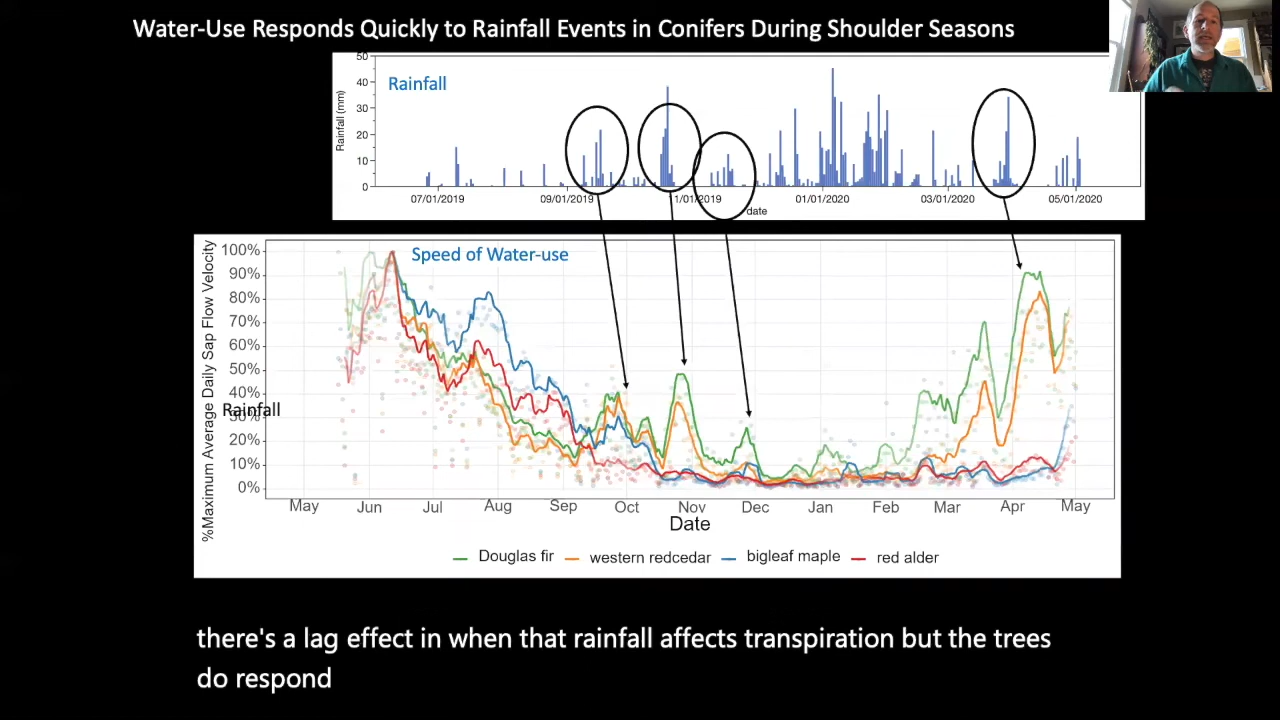 Water-Use Responds Quickly to Rainfall Events in Conifers During Shoulder Seasons
50
Rainfall
40
30
20
10
0
Rainfall (mm)
07/01/2019 09/01/2019 11/01/2019 01/01/2020 03/01/2020 05/01/2020
date
Speed of Water-use
%Maximum Average Daily Sap Flow Velocity
100%
90%
80%
70%
60%
50%
40%
Rainfall
30%
20%
10%
0%
May Jun Jul Aug Sep Oct Nov Dec Jan Feb Mar Apr May
Date
Douglas fir western redcedar bigleaf maple red alder
there's a lag effect in when that rainfall affects transpiration but the trees
do respond